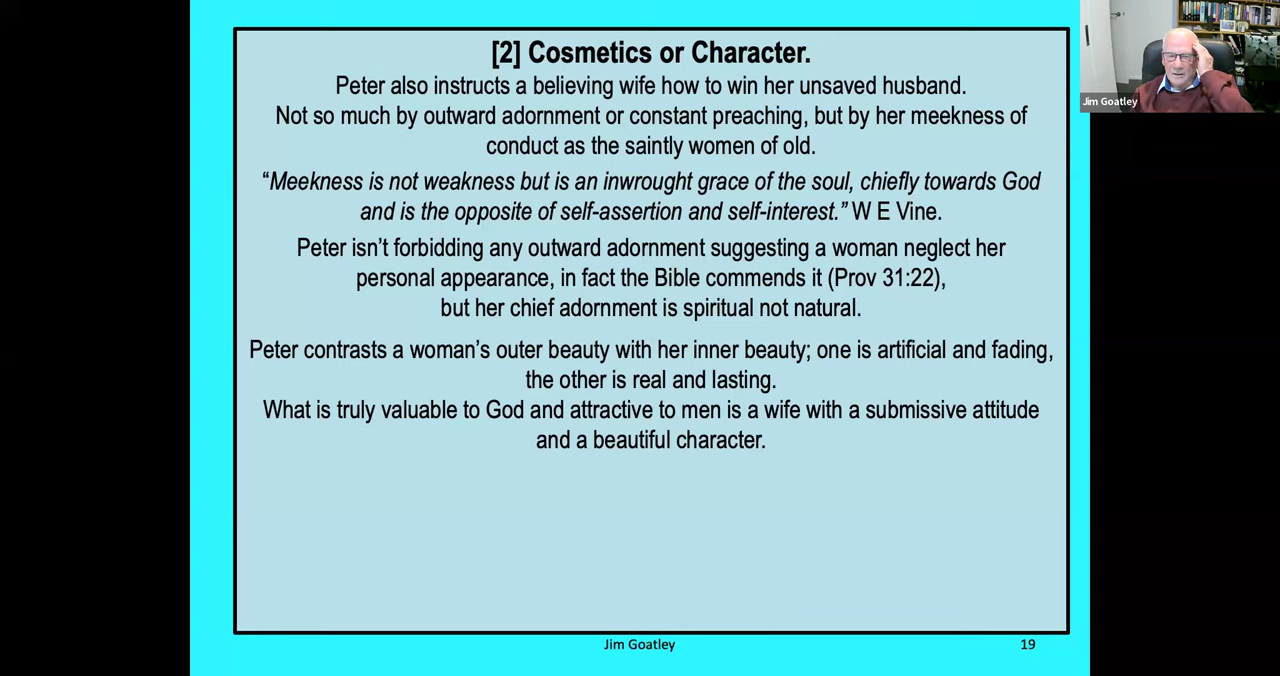 [2] Cosmetics or Character.
Peter also instructs a believing wife how to win her unsaved husband.
Not so much by outward adornment or constant preaching, but by her meekness of
conduct as the saintly women of old.
“Meekness is not weakness but is an inwrought grace of the soul, chiefly towards God
and is the opposite of self-assertion and self-interest.” W E Vine.
Peter isn’t forbidding any outward adornment suggesting a woman neglect her
personal appearance, in fact the Bible commends it (Prov 31:22),
but her chief adornment is spiritual not natural.
Peter contrasts a woman’s outer beauty with her inner beauty; one is artificial and fading,
the other is real and lasting.
What is truly valuable to God and attractive to men is a wife with a submissive attitude
and a beautiful character.
Jim Goatley
19
Jim Goatley